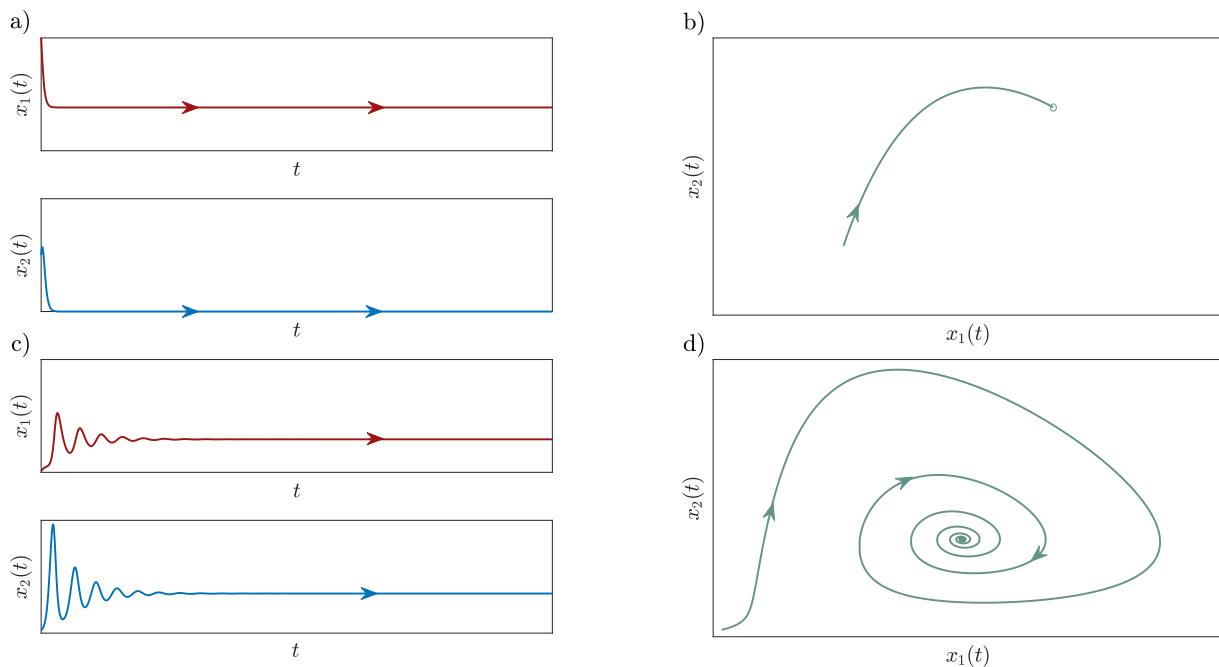 a)
x₁(t)
t
x₂(t)
t
b)
x₂(t)
x₁(t)
c)
x₁(t)
t
x₂(t)
t
d)
x₂(t)
x₁(t)